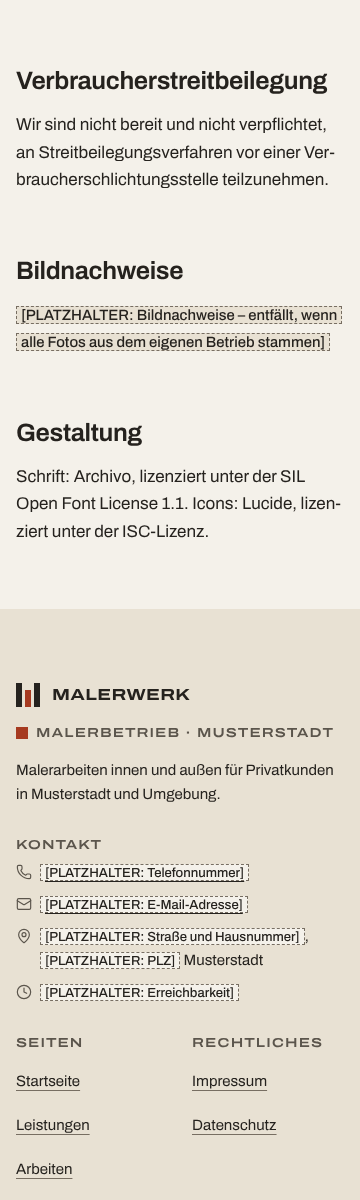 Verbraucherstreitbeilegung
Wir sind nicht bereit und nicht verpflichtet,
an Streitbeilegungsverfahren vor einer Ver-
braucherschlichtungsstelle teilzunehmen.
Bildnachweise
[PLATZHALTER: Bildnachweise – entfällt, wenn
alle Fotos aus dem eigenen Betrieb stammen]
Gestaltung
Schrift: Archivo, lizenziert unter der SIL
Open Font License 1.1. Icons: Lucide, lizen-
ziert unter der ISC-Lizenz.
MALERWERK
MALERBETRIEB · MUSTERSTADT
Malerarbeiten innen und außen für Privatkunden
in Musterstadt und Umgebung.
KONTAKT
[PLATZHALTER: Telefonnummer]
[PLATZHALTER: E-Mail-Adresse]
[PLATZHALTER: Straße und Hausnummer],
[PLATZHALTER: PLZ] Musterstadt
[PLATZHALTER: Erreichbarkeit]
SEITEN
Startseite
Leistungen
Arbeiten
RECHTLICHES
Impressum
Datenschutz